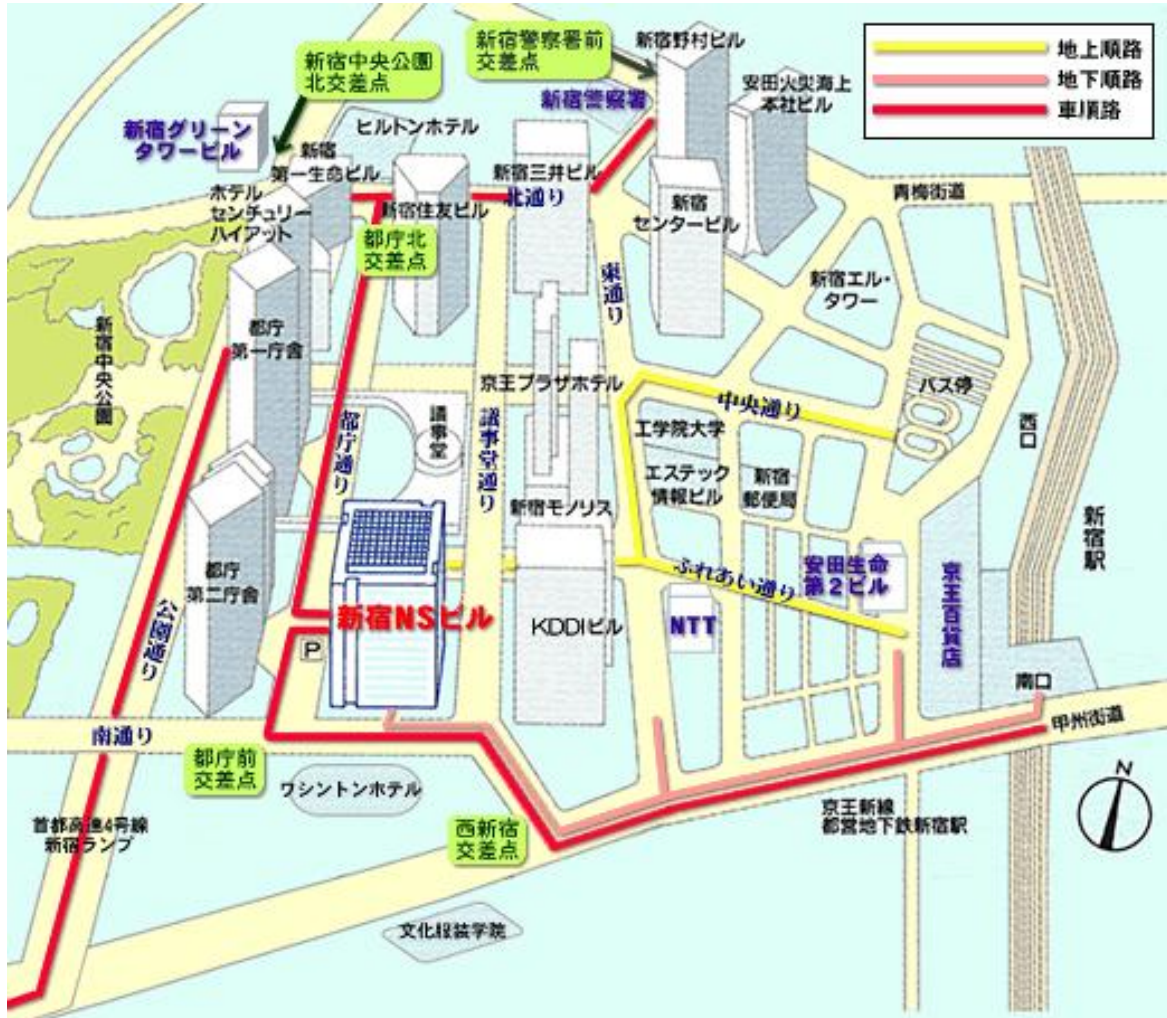 新宿警察署前
交差点
新宿野村ビル
地上順路
地下順路
車順路
新宿中央公園
北交差点
安田火災海上
本社ビル
新宿警察署
新宿グリーン
タワービル
ヒルトンホテル
新宿
第一生命ビル
新宿三井ビル
北通り
青梅街道
ホテル
センチュリー
ハイアット
新宿住友ビル
新宿
センタービル
都庁北
交差点
東通り
新宿エル・
タワー
新宿中央公園
都庁
第一庁舎
京王プラザホテル
中央通り
バス停
西口
都庁通り
議事堂
議事堂通り
工学院大学
エステック
情報ビル
新宿
郵便局
新宿モノリス
新宿駅
都庁
第二庁舎
公園通り
新宿NSビル
P
KDDIビル
ふれあい通り
NTT
安田生命
第2ビル
京王百貨店
南口
甲州街道
南通り
都庁前
交差点
ワシントンホテル
N
首都高速4号線
新宿ランプ
西新宿
交差点
京王新線
都営地下鉄新宿駅
文化服装学院